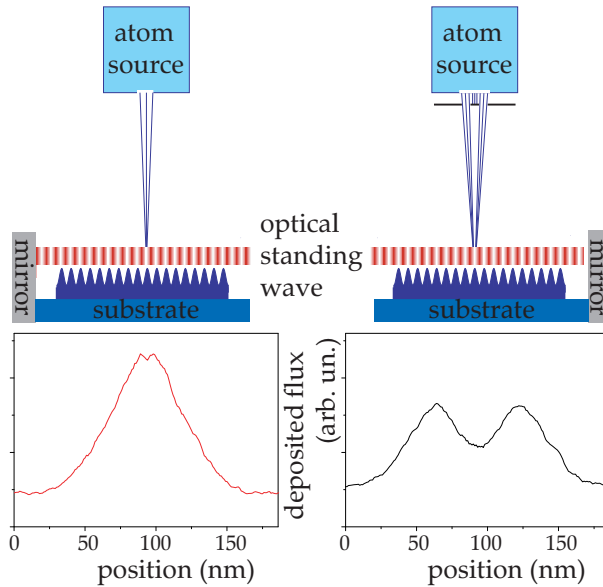 atom
source
atom
source
mirror
optical
standing
wave
mirror
substrate
substrate
deposited flux
(arb. un.)
0
50
100
150
position (nm)
0
50
100
150
position (nm)